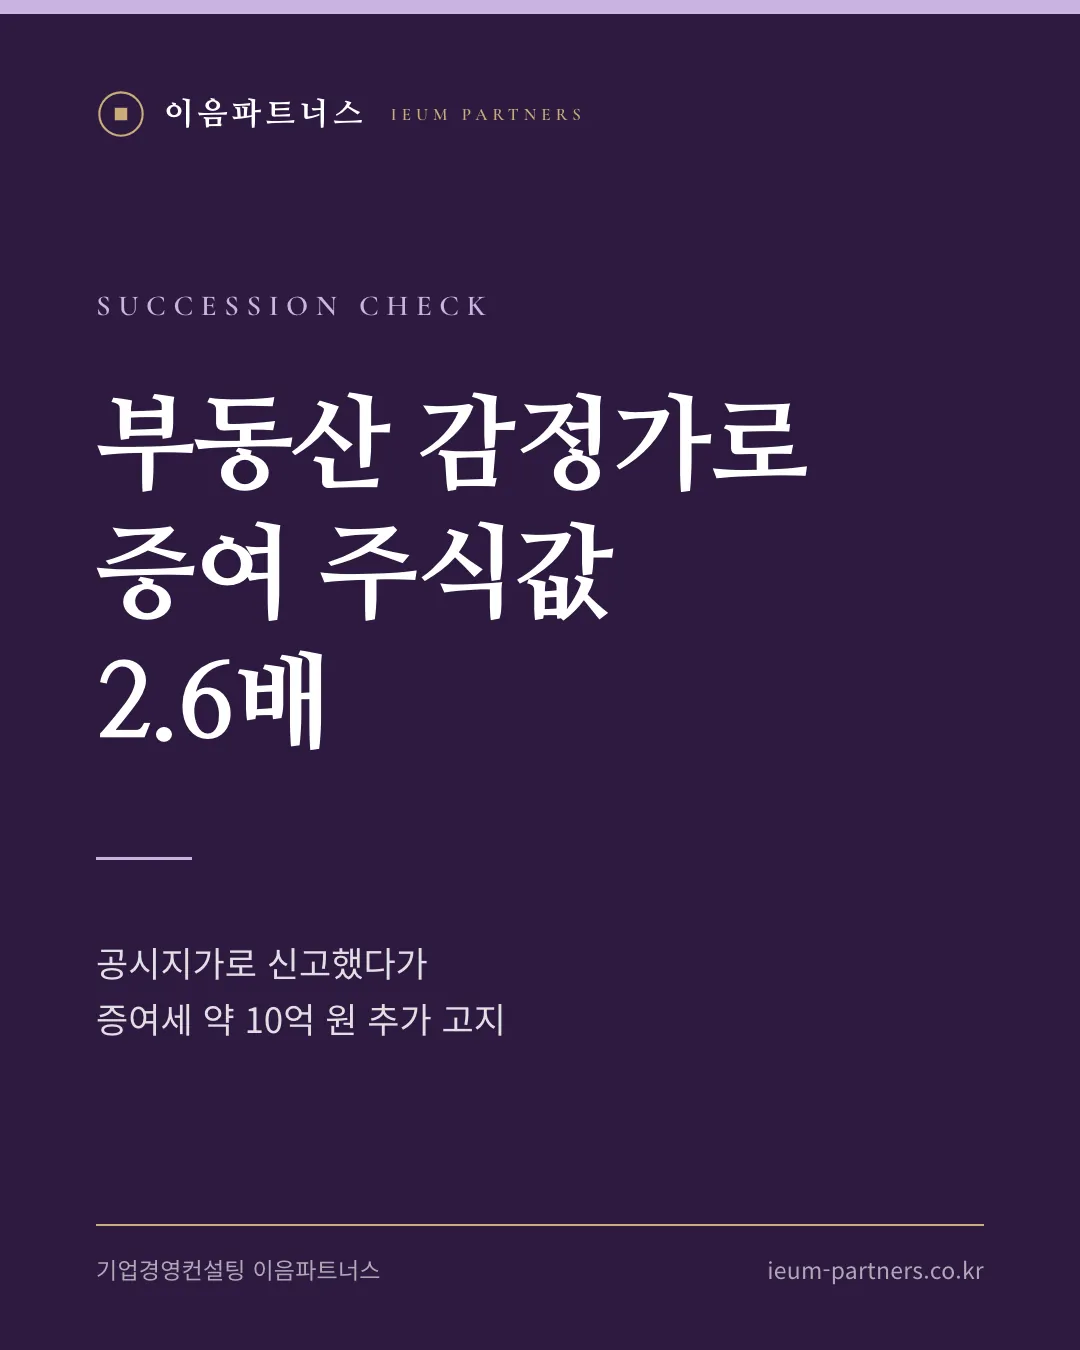 이음파트너스 IEUM PARTNERS
SUCCESSION CHECK
부동산 감정가로
증여 주식값
2.6배
공시지가로 신고했다가
증여세 약 10억 원 추가 고지
기업경영컨설팅 이음파트너스 ieum-partners.co.kr